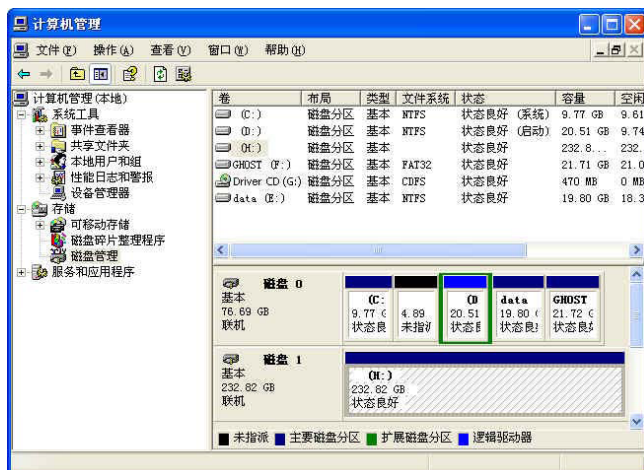 计算机管理
文件(F) 操作(A) 查看(V) 窗口(W) 帮助(H)
计算机管理(本地)
系统工具
事件查看器
共享文件夹
本地用户和组
性能日志和警报
设备管理器
存储
可移动存储
磁盘碎片整理程序
磁盘管理
服务和应用程序
卷 布局 类型 文件系统 状态 容量 空闲
(C:) 磁盘分区 基本 NTFS 状态良好 (系统) 9.77 GB 9.61
(D:) 磁盘分区 基本 NTFS 状态良好 (启动) 20.51 GB 9.74
(H:) 磁盘分区 基本 状态良好 232.8... 232.
GHOST (F:) 磁盘分区 基本 FAT32 状态良好 21.71 GB 21.0
Driver CD (G:) 磁盘分区 基本 CDFS 状态良好 470 MB 0 MB
data (E:) 磁盘分区 基本 NTFS 状态良好 19.80 GB 18.3
磁盘 0
基本
76.69 GB
联机
(C: (D data GHOST
9.77 G 4.89 20.51 19.80 G 21.72 G
状态良 未指 状态良 状态良 状态良
磁盘 1
基本
232.82 GB
联机
(H:)
232.82 GB
状态良好
未指派 主要磁盘分区 扩展磁盘分区 逻辑驱动器